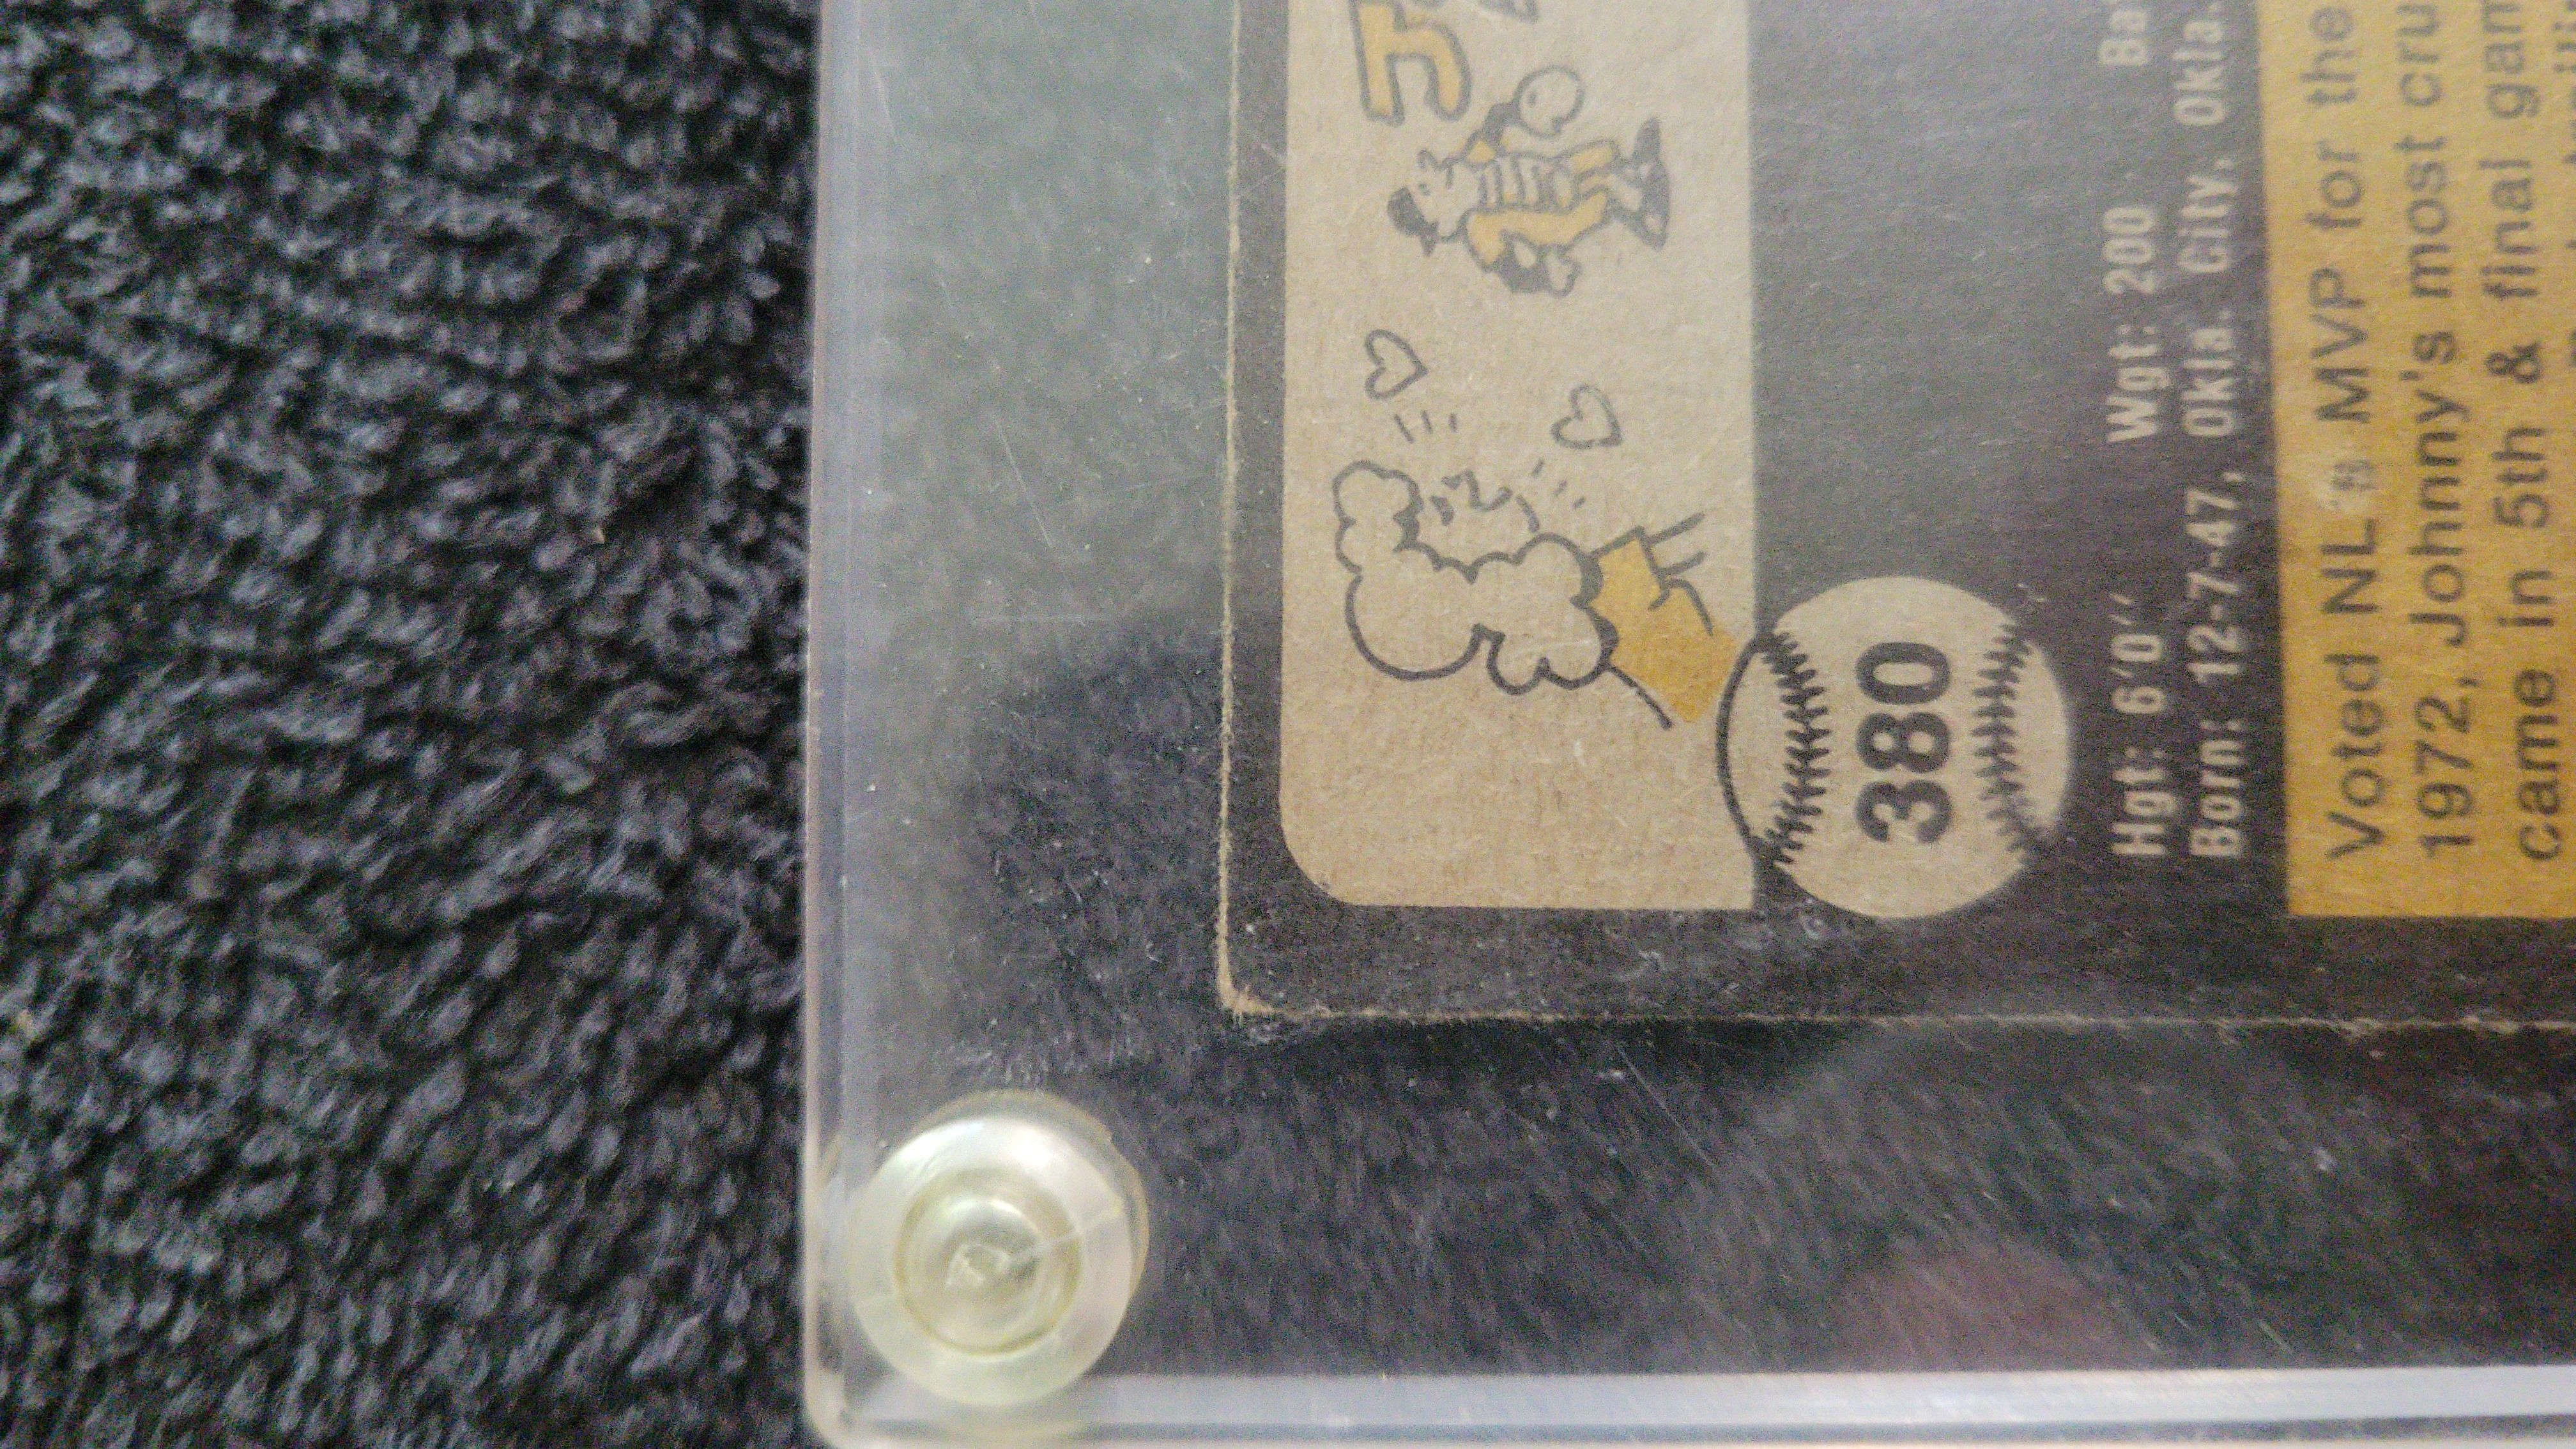 380
Hgt: 6'0" Wgt: 200
Born: 12-7-47, Okla. City, Okla.
Voted NL's MVP for the
1972, Johnny's most cru
came in 5th & final gam